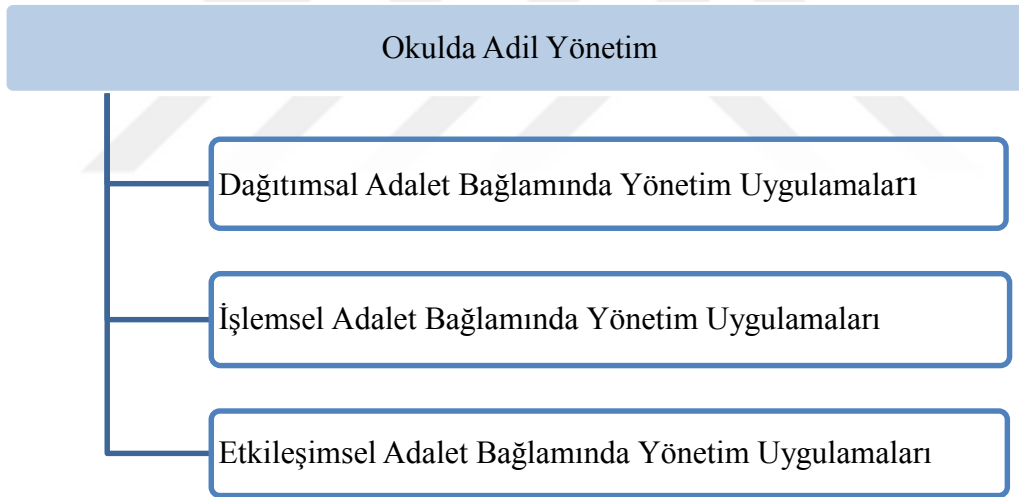 Okulda Adil Yönetim
Dağıtımsal Adalet Bağlamında Yönetim Uygulamaları
İşlemsel Adalet Bağlamında Yönetim Uygulamaları
Etkileşimsel Adalet Bağlamında Yönetim Uygulamaları